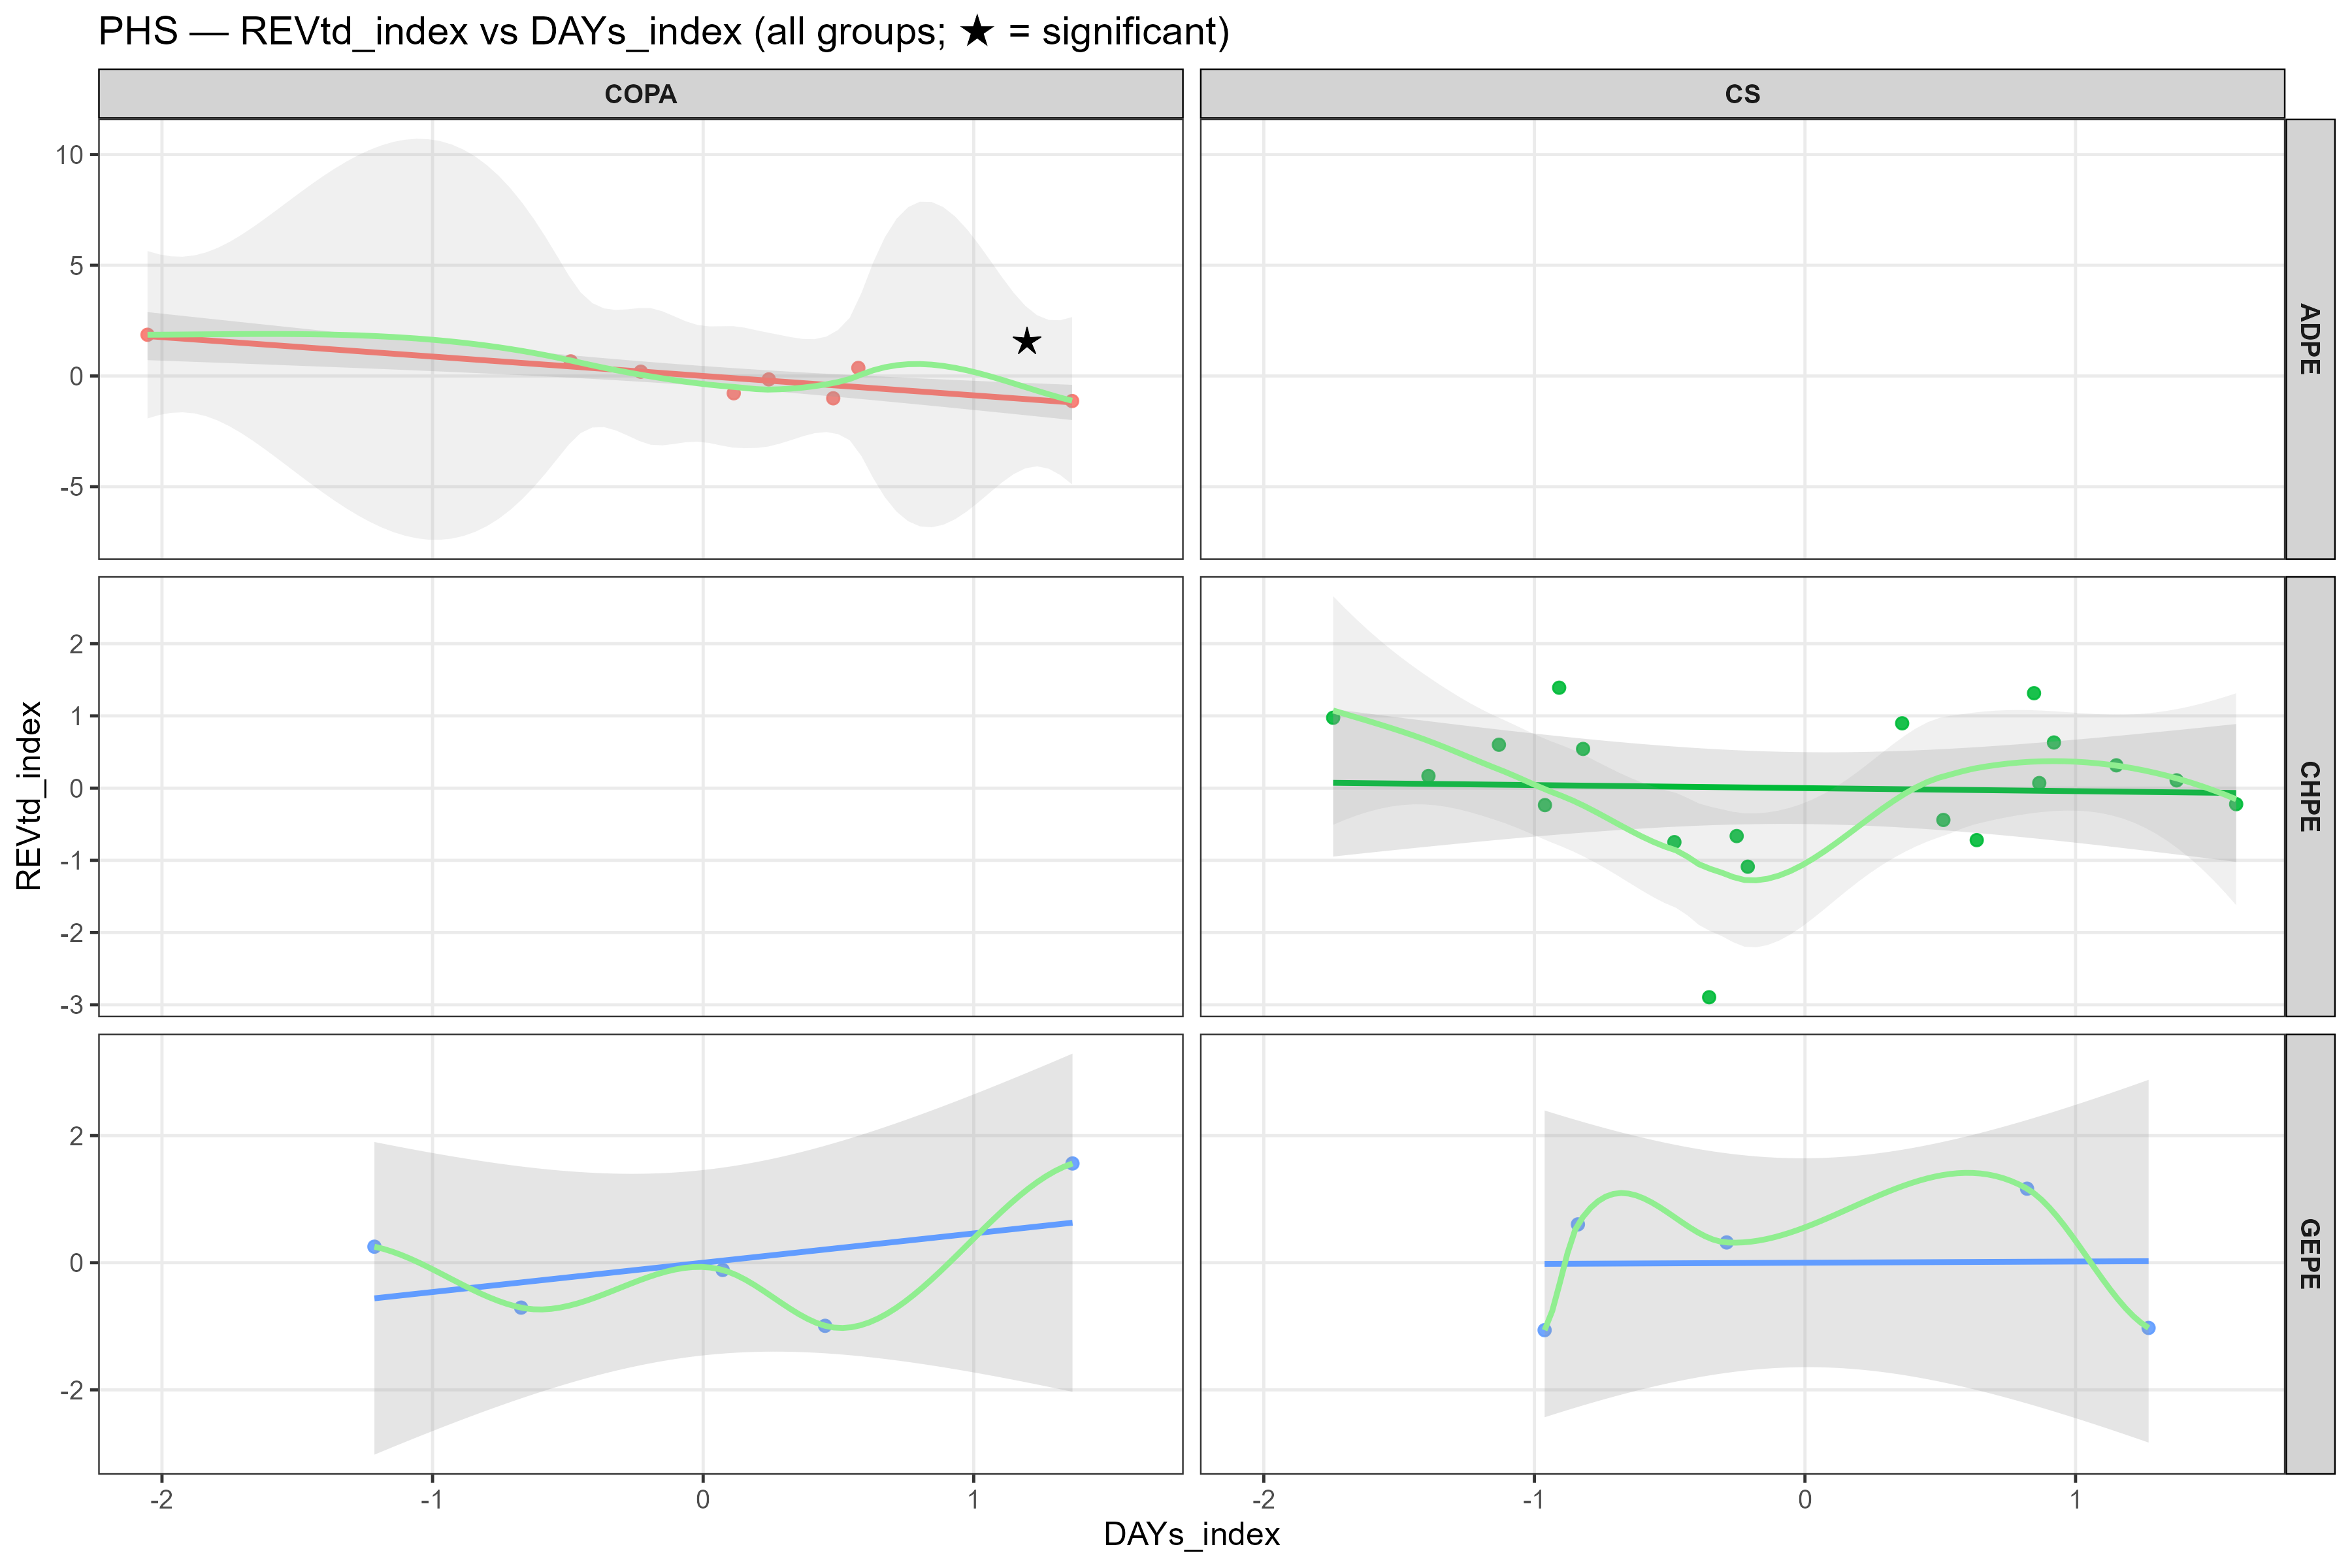 PHS — REVtd_index vs DAYs_index (all groups; ★ = significant)
COPA
CS
10
5
0
-5
ADPE
2
1
0
-1
-2
-3
CHPE
REVtd_index
2
0
-2
GEPE
-2
-1
0
1
-2
-1
0
1
DAYs_index